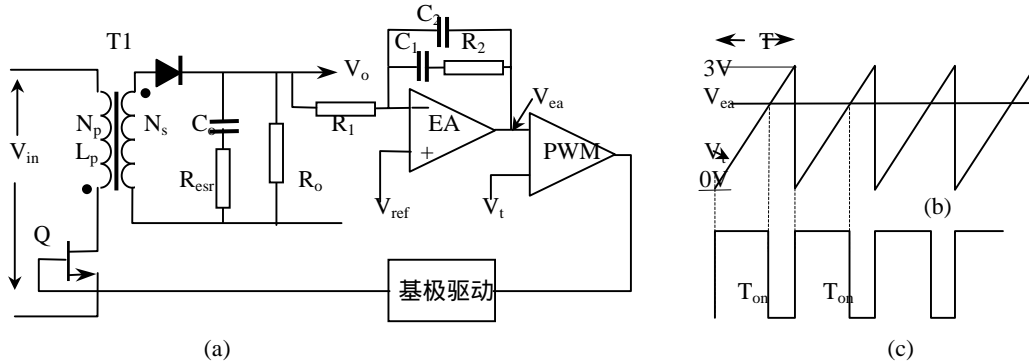 T1
C₂
C₁
R₂
Vₒ
Nₚ
Nₛ
Cₒ
R₁
EA
Vₑₐ
Vᵢₙ
Lₚ
−
+
PWM
Rₑₛᵣ
Rₒ
Vᵣₑf
Vₜ
Q
基极驱动
(a)
T
3V
Vₑₐ
Vₜ
0V
(b)
Tₒₙ
Tₒₙ
(c)